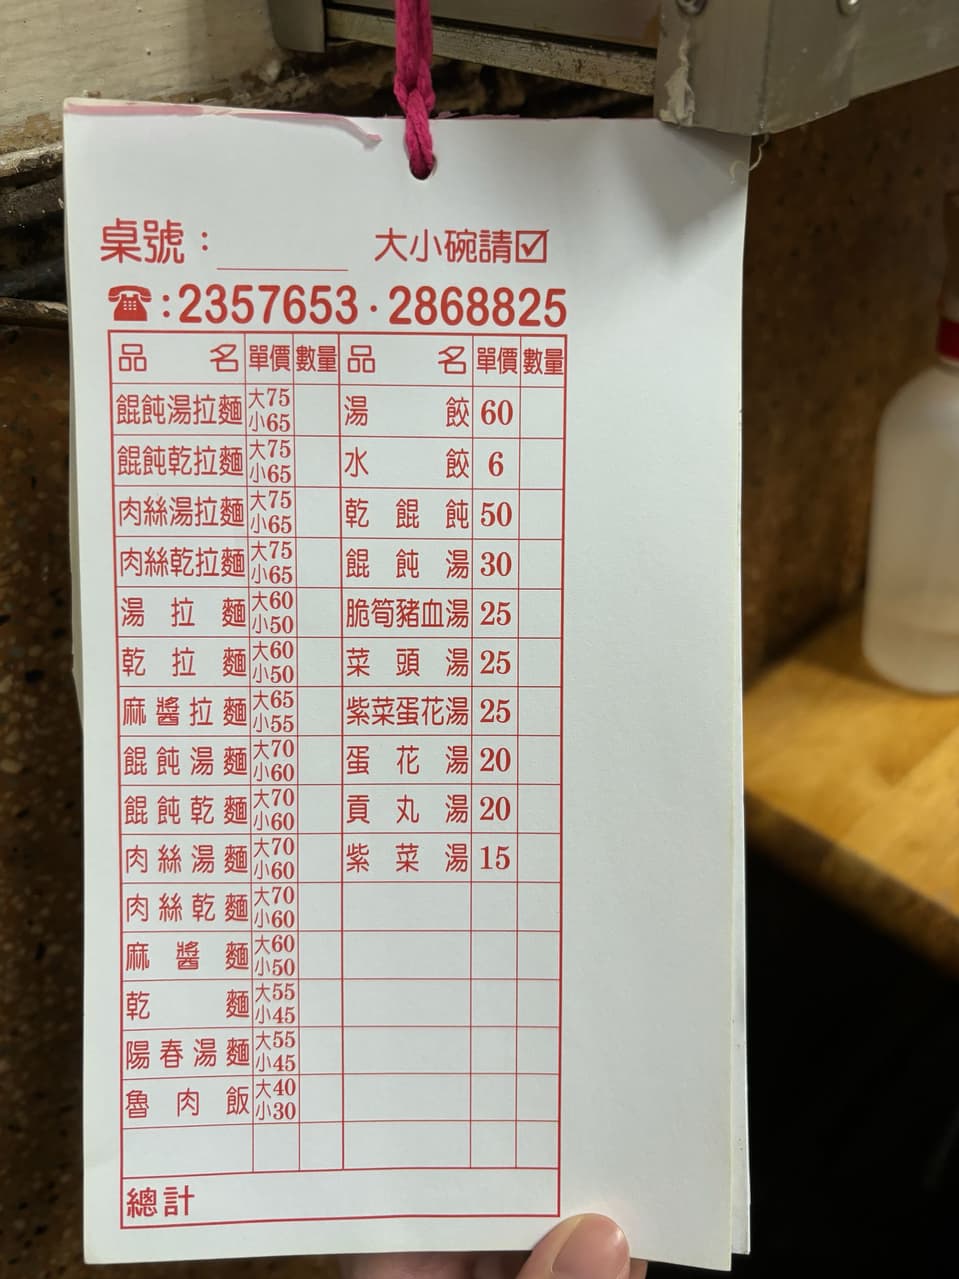 桌號：　　　大小碗請☑
☎：2357653·2868825
品名 單價 數量 品名 單價 數量
餛飩湯拉麵 大75 小65 湯餃 60
餛飩乾拉麵 大75 小65 水餃 6
肉絲湯拉麵 大75 小65 乾餛飩 50
肉絲乾拉麵 大75 小65 餛飩湯 30
湯拉麵 大60 小50 脆筍豬血湯 25
乾拉麵 大60 小50 菜頭湯 25
麻醬拉麵 大65 小55 紫菜蛋花湯 25
餛飩湯麵 大70 小60 蛋花湯 20
餛飩乾麵 大70 小60 貢丸湯 20
肉絲湯麵 大70 小60 紫菜湯 15
肉絲乾麵 大70 小60
麻醬麵 大60 小50
乾麵 大55 小45
陽春湯麵 大55 小45
魯肉飯 大40 小30
總計